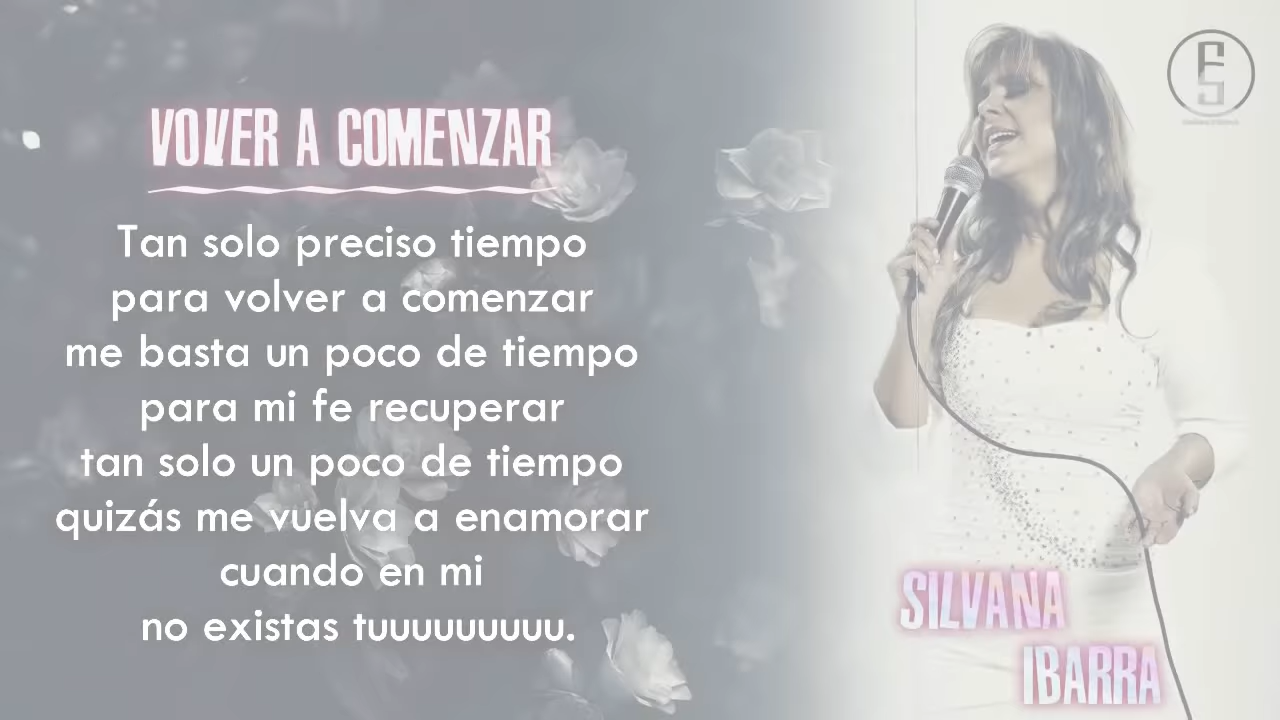 VOLVER A COMENZAR
Tan solo preciso tiempo
para volver a comenzar
me basta un poco de tiempo
para mi fe recuperar
tan solo un poco de tiempo
quizás me vuelva a enamorar
cuando en mi
no existas tuuuuuuuuuu.
SILVANA
IBARRA